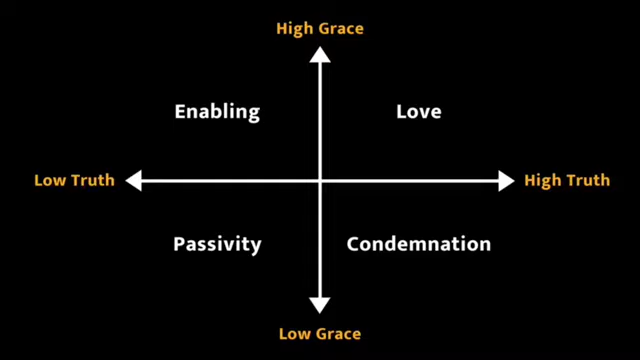 High Grace
Enabling
Love
Low Truth
High Truth
Passivity
Condemnation
Low Grace